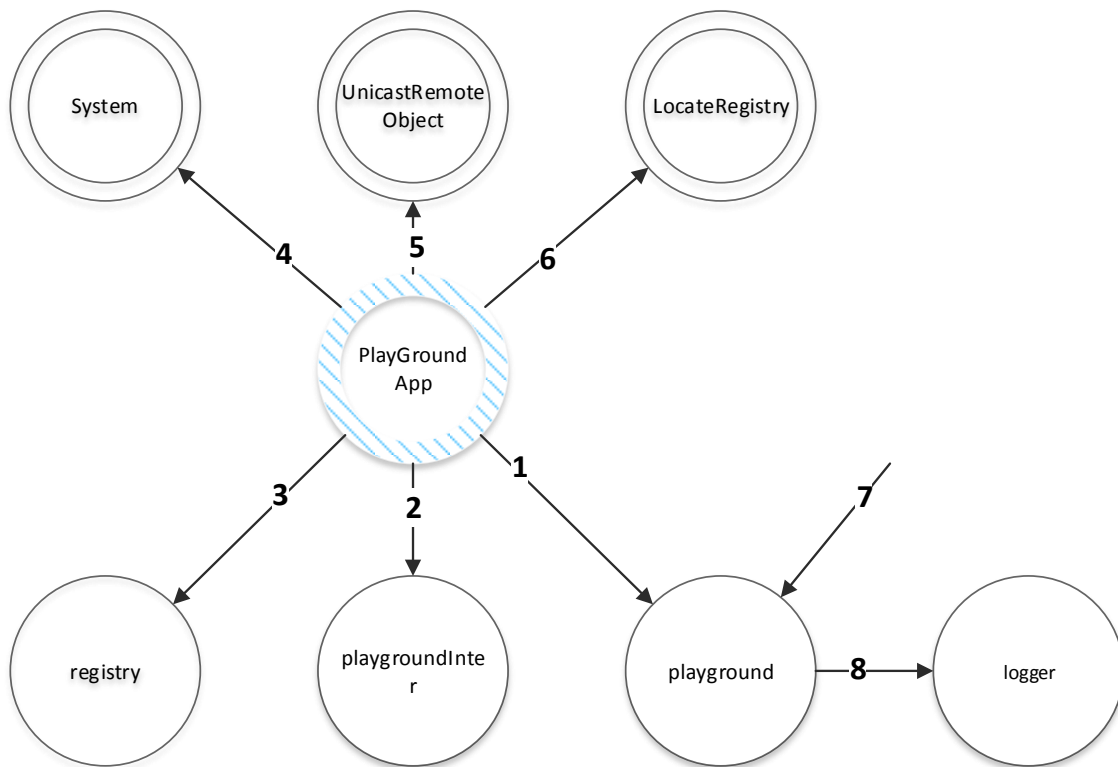 System
UnicastRemote
Object
LocateRegistry
4
5
6
PlayGround
App
3
2
1
7
registry
playgroundInte
r
playground
8
logger